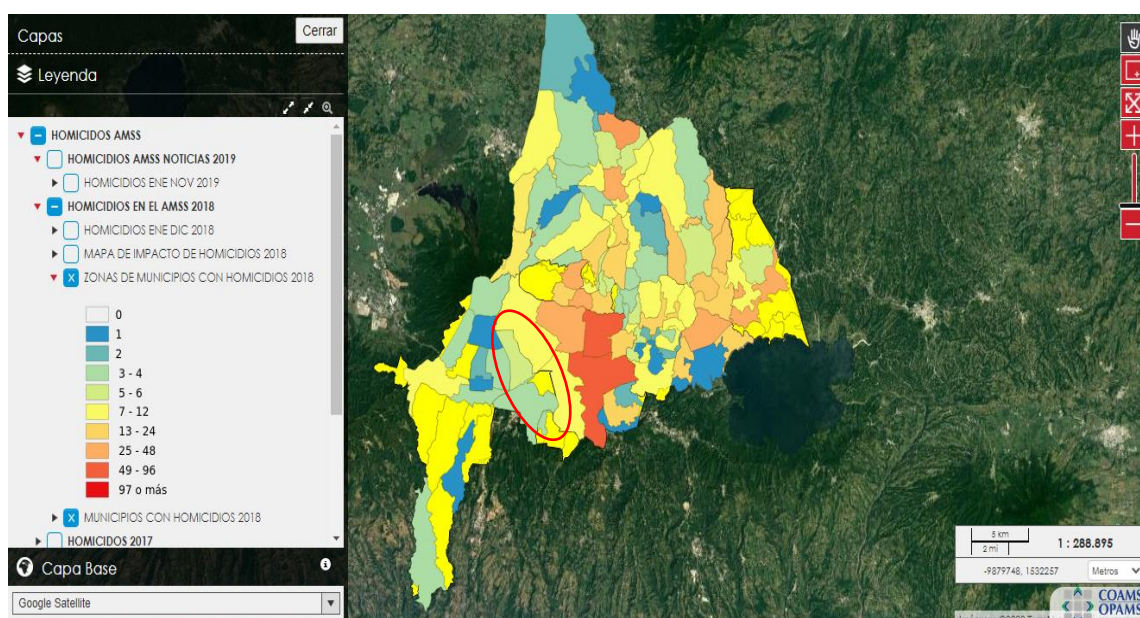 Capas
Cerrar
Leyenda
HOMICIDOS AMSS
HOMICIDIOS AMSS NOTICIAS 2019
HOMICIDIOS ENE NOV 2019
HOMICIDIOS EN EL AMSS 2018
HOMICIDIOS ENE DIC 2018
MAPA DE IMPACTO DE HOMICIDIOS 2018
ZONAS DE MUNICIPIOS CON HOMICIDIOS 2018
0
1
2
3 - 4
5 - 6
7 - 12
13 - 24
25 - 48
49 - 96
97 o más
MUNICIPIOS CON HOMICIDIOS 2018
HOMICIDOS 2017
Capa Base
Google Satellite
5 km
2 mi
1 : 288.895
-9879748, 1532257
Metros
COAMS
OPAMS